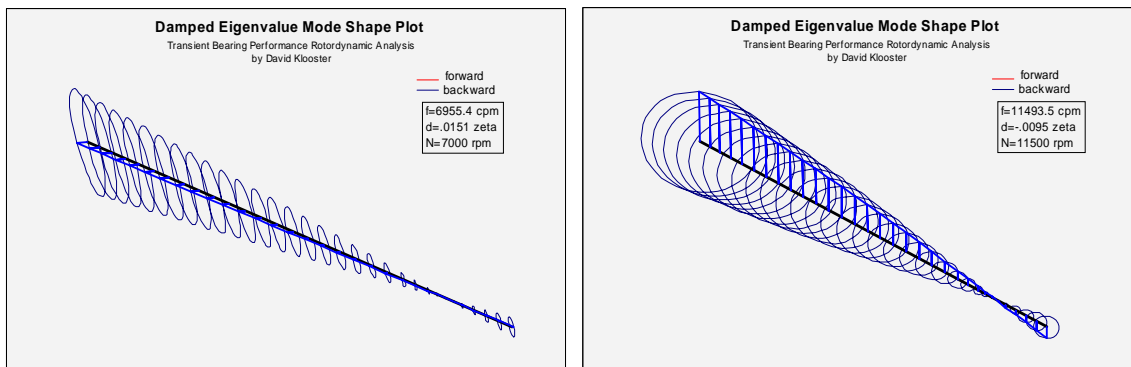 Damped Eigenvalue Mode Shape Plot
Transient Bearing Performance Rotordynamic Analysis
by David Klooster
forward
backward
f=6955.4 cpm
d=.0151 zeta
N=7000 rpm
Damped Eigenvalue Mode Shape Plot
Transient Bearing Performance Rotordynamic Analysis
by David Klooster
forward
backward
f=11493.5 cpm
d=-.0095 zeta
N=11500 rpm